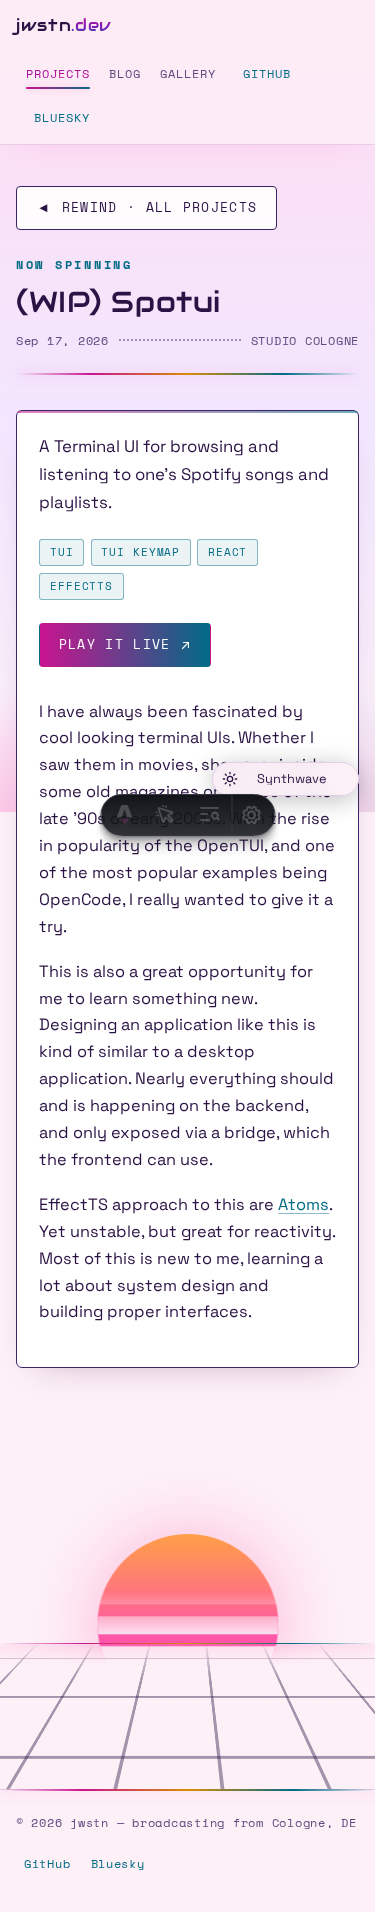 jwstn.dev
PROJECTS BLOG GALLERY GITHUB
BLUESKY
◄ REWIND · ALL PROJECTS
NOW SPINNING
(WIP) Spotui
Sep 17, 2026 STUDIO COLOGNE
A Terminal UI for browsing and
listening to one’s Spotify songs and
playlists.
TUI TUI KEYMAP REACT
EFFECTTS
PLAY IT LIVE ↗
I have always been fascinated by
cool looking terminal UIs. Whether I
saw them in movies,
Synthwave
some old magazines or
late ’90s or early 2000s. With the rise
in popularity of the OpenTUI, and one
of the most popular examples being
OpenCode, I really wanted to give it a
try.
This is also a great opportunity for
me to learn something new.
Designing an application like this is
kind of similar to a desktop
application. Nearly everything should
and is happening on the backend,
and only exposed via a bridge, which
the frontend can use.
EffectTS approach to this are Atoms.
Yet unstable, but great for reactivity.
Most of this is new to me, learning a
lot about system design and
building proper interfaces.
© 2026 jwstn — broadcasting from Cologne, DE
GitHub Bluesky